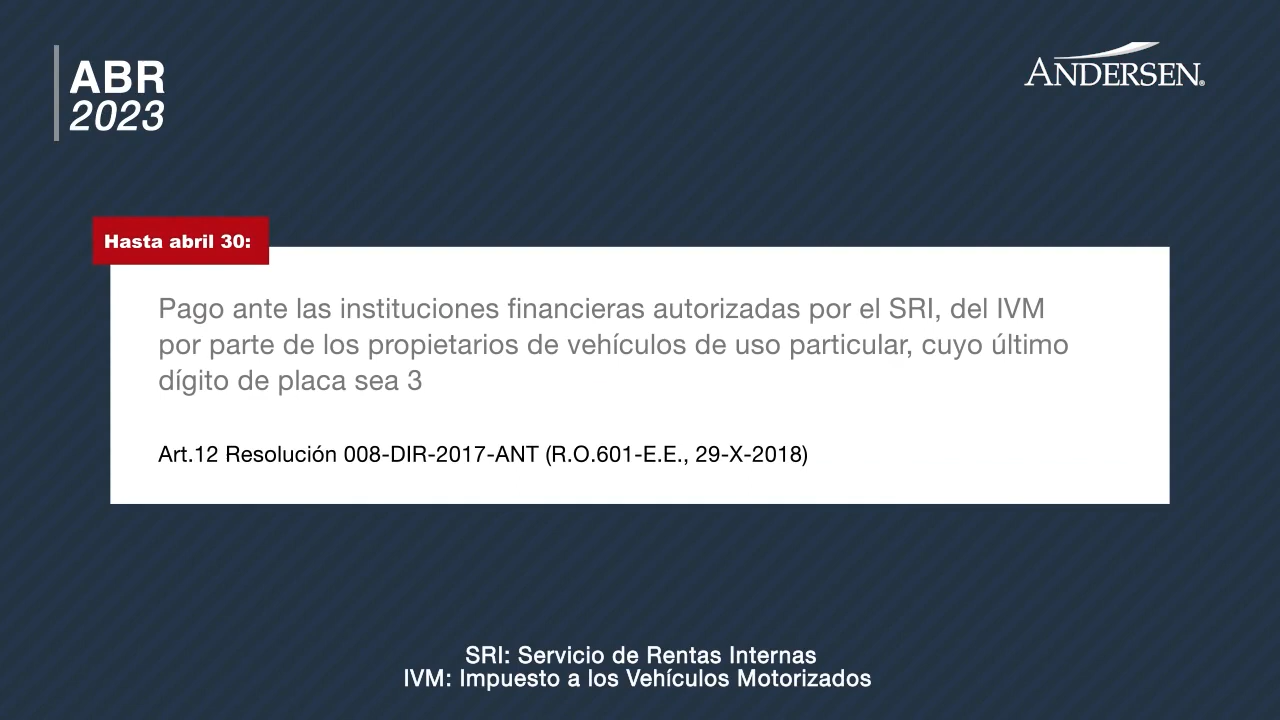 ABR
2023
ANDERSEN®
Hasta abril 30:
Pago ante las instituciones financieras autorizadas por el SRI, del IVM
por parte de los propietarios de vehículos de uso particular, cuyo último
dígito de placa sea 3
Art.12 Resolución 008-DIR-2017-ANT (R.O.601-E.E., 29-X-2018)
SRI: Servicio de Rentas Internas
IVM: Impuesto a los Vehículos Motorizados